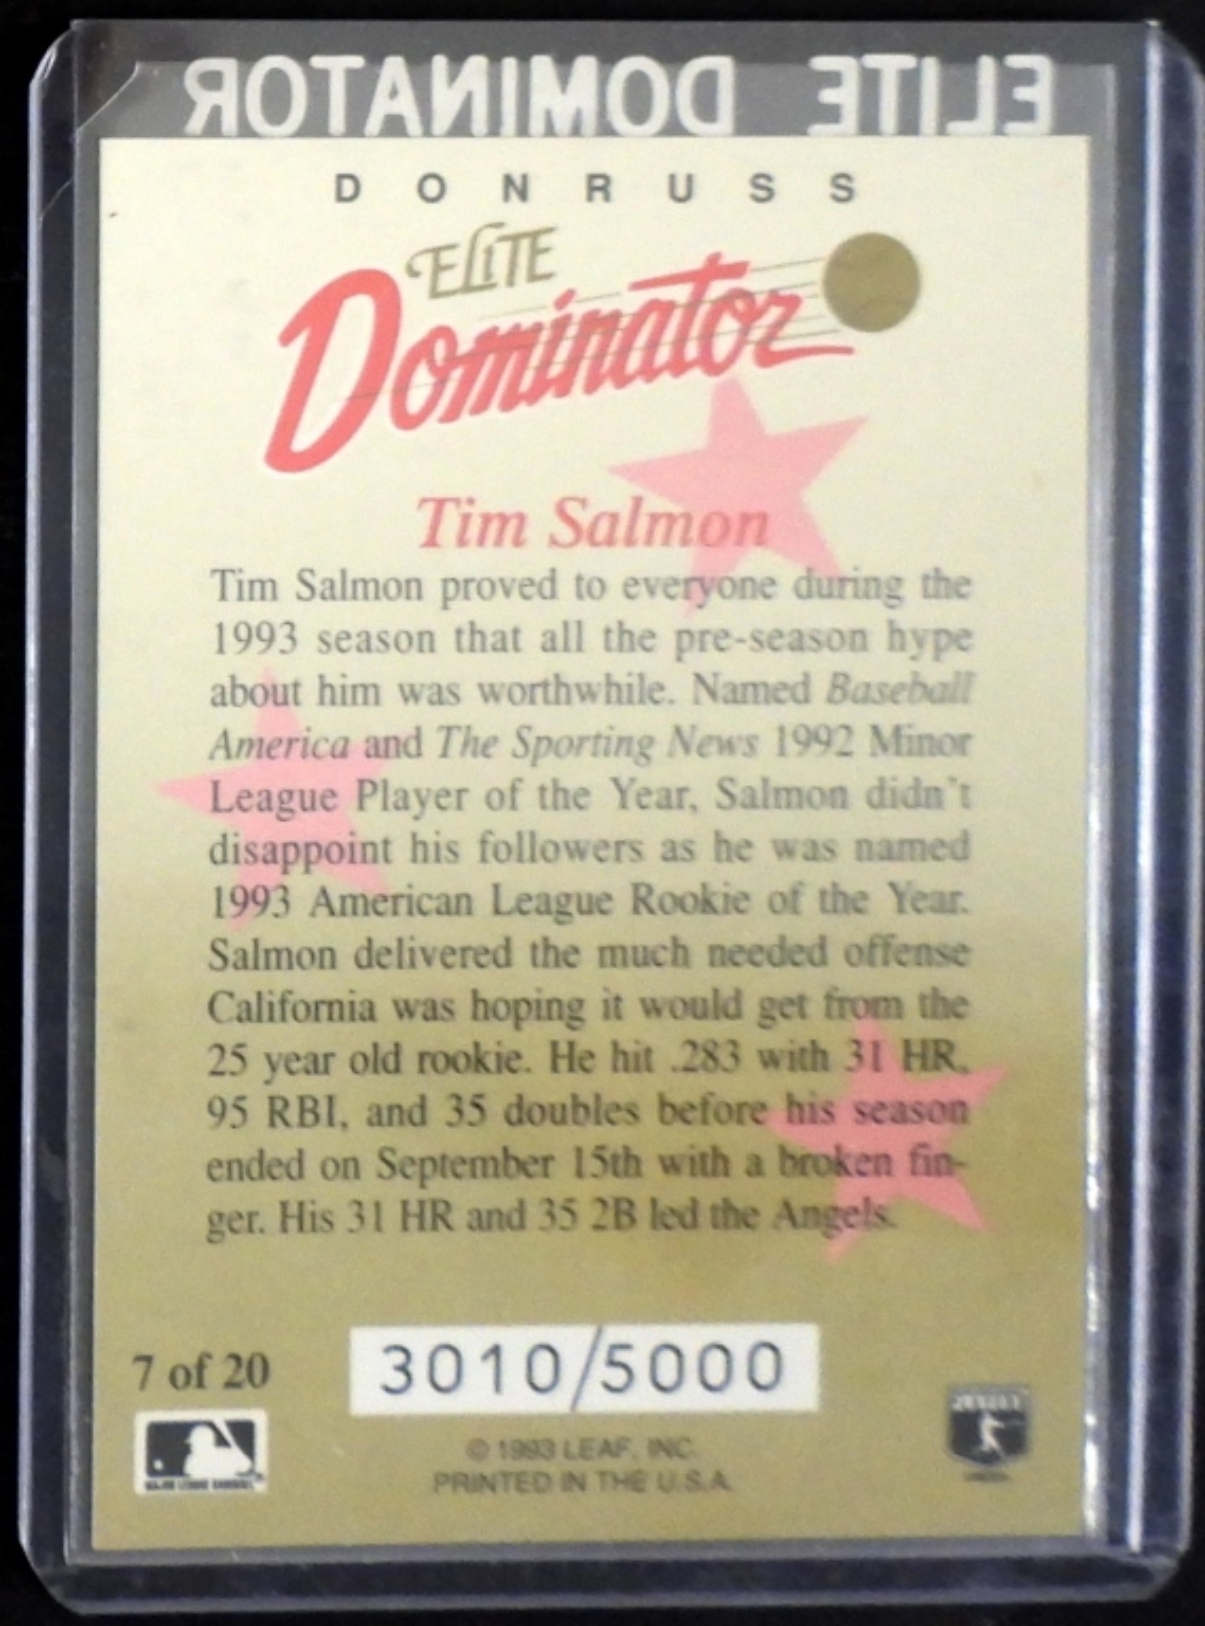 ELITE DOMINATOR
DONRUSS
ELITE
Dominator
Tim Salmon
Tim Salmon proved to everyone during the
1993 season that all the pre-season hype
about him was worthwhile. Named Baseball
America and The Sporting News 1992 Minor
League Player of the Year, Salmon didn't
disappoint his followers as he was named
1993 American League Rookie of the Year.
Salmon delivered the much needed offense
California was hoping it would get from the
25 year old rookie. He hit .283 with 31 HR,
95 RBI, and 35 doubles before his season
ended on September 15th with a broken fin-
ger. His 31 HR and 35 2B led the Angels.
7 of 20
3010/5000
© 1993 LEAF, INC.
PRINTED IN THE U.S.A.